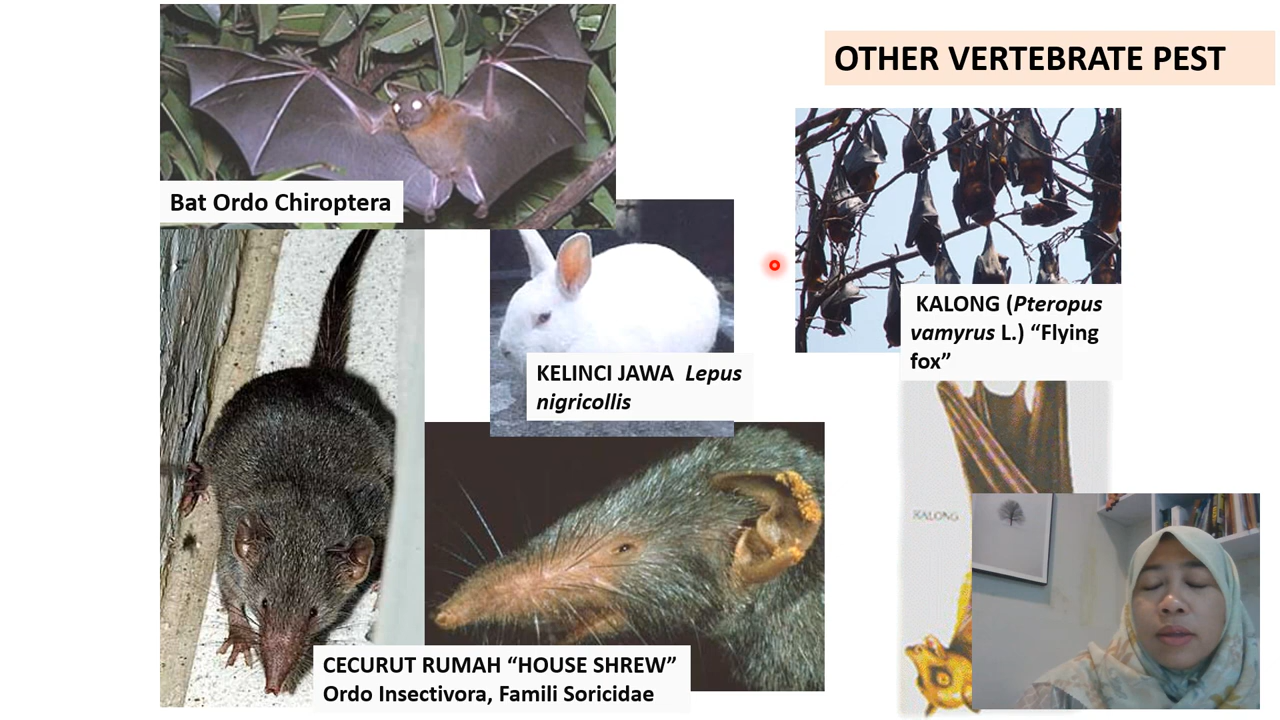 OTHER VERTEBRATE PEST
Bat Ordo Chiroptera
KALONG (Pteropus
vamyrus L.) “Flying
fox”
KELINCI JAWA Lepus
nigricollis
KALONG
CECURUT RUMAH “HOUSE SHREW”
Ordo Insectivora, Famili Soricidae